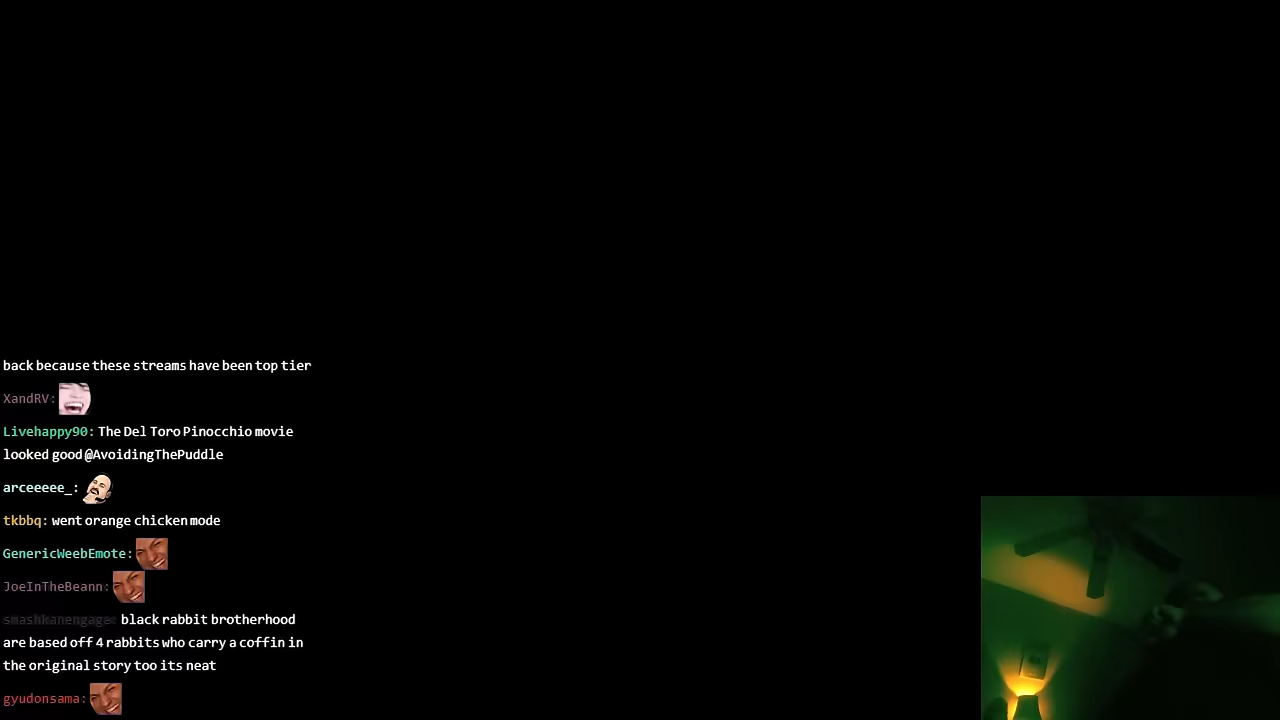 back because these streams have been top tier
XandRV:
Livehappy90: The Del Toro Pinocchio movie
looked good @AvoidingThePuddle
arceeeee_:
tkbbq: went orange chicken mode
GenericWeebEmote:
JoeInTheBeann:
black rabbit brotherhood
are based off 4 rabbits who carry a coffin in
the original story too its neat
gyudonsama: